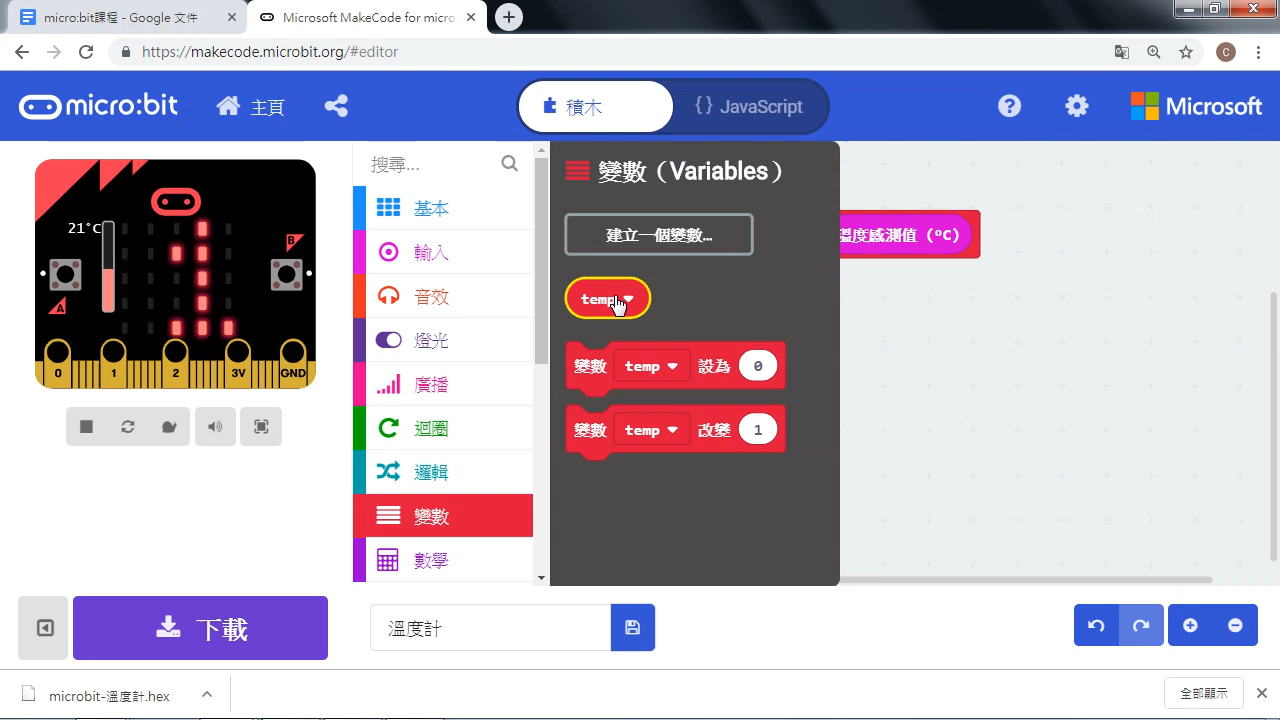 micro:bit課程 - Google 文件
Microsoft MakeCode for micro
https://makecode.microbit.org/#editor
C
micro:bit
主頁
積木
{} JavaScript
Microsoft
21°C
A
B
0
1
2
3V
GND
搜尋...
基本
輸入
音效
燈光
廣播
迴圈
邏輯
變數
數學
變數（Variables）
建立一個變數...
temp
變數 temp 設為 0
變數 temp 改變 1
溫度感測值（ºC）
下載
溫度計
microbit-溫度計.hex
全部顯示